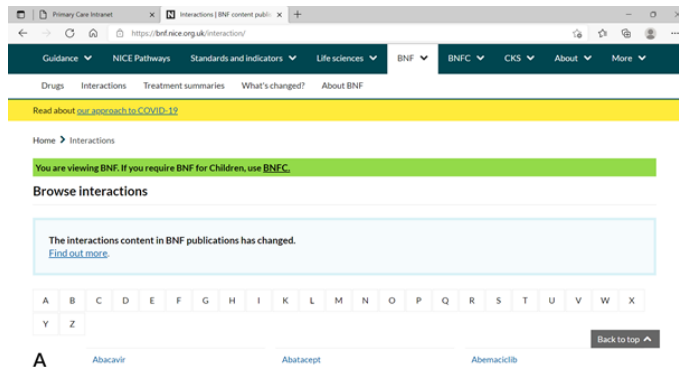 Primary Care Intranet
Interactions | BNF content publi
https://bnf.nice.org.uk/interaction/
Guidance NICE Pathways Standards and indicators Life sciences BNF BNFC CKS About More
Drugs Interactions Treatment summaries What's changed? About BNF
Read about our approach to COVID-19
Home Interactions
You are viewing BNF. If you require BNF for Children, use BNFC.
Browse interactions
The interactions content in BNF publications has changed.
Find out more.
A B C D E F G H I K L M N O P Q R S T U V W X
Y Z
Back to top
A Abacavir Abatacept Abemaciclib